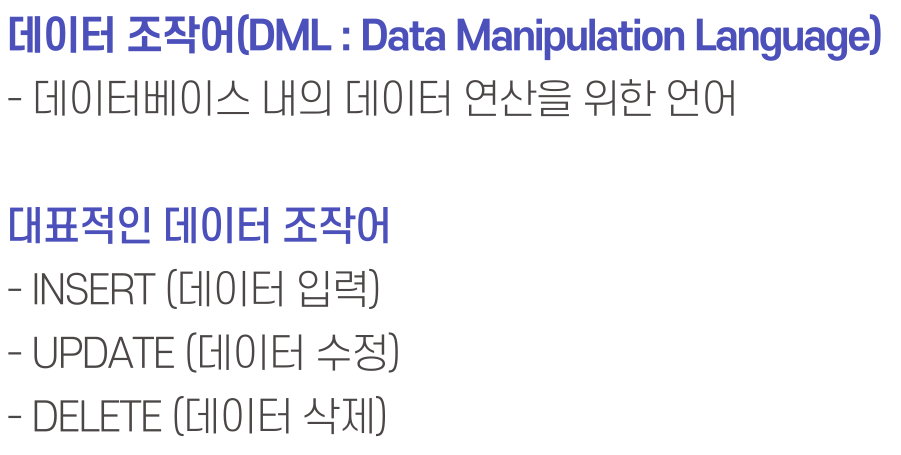 데이터 조작어(DML : Data Manipulation Language)
- 데이터베이스 내의 데이터 연산을 위한 언어
대표적인 데이터 조작어
- INSERT (데이터 입력)
- UPDATE (데이터 수정)
- DELETE (데이터 삭제)